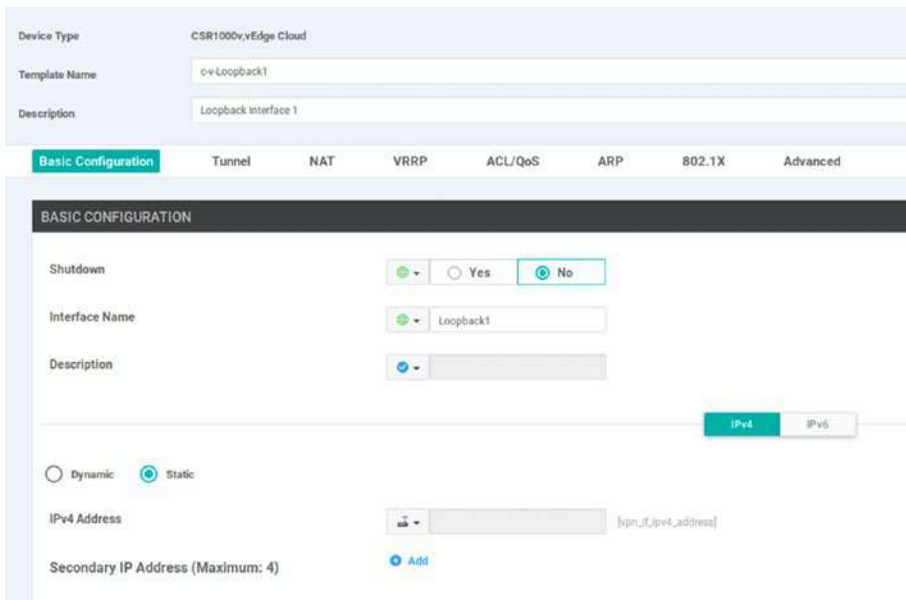 Device Type CSR1000v,vEdge Cloud
Template Name c-v-Loopback1
Description Loopback Interface 1
Basic Configuration Tunnel NAT VRRP ACL/QoS ARP 802.1X Advanced
BASIC CONFIGURATION
Shutdown Yes No
Interface Name Loopback1
Description
IPv4 IPv6
Dynamic Static
IPv4 Address [vpn_if_ipv4_address]
Secondary IP Address (Maximum: 4) Add